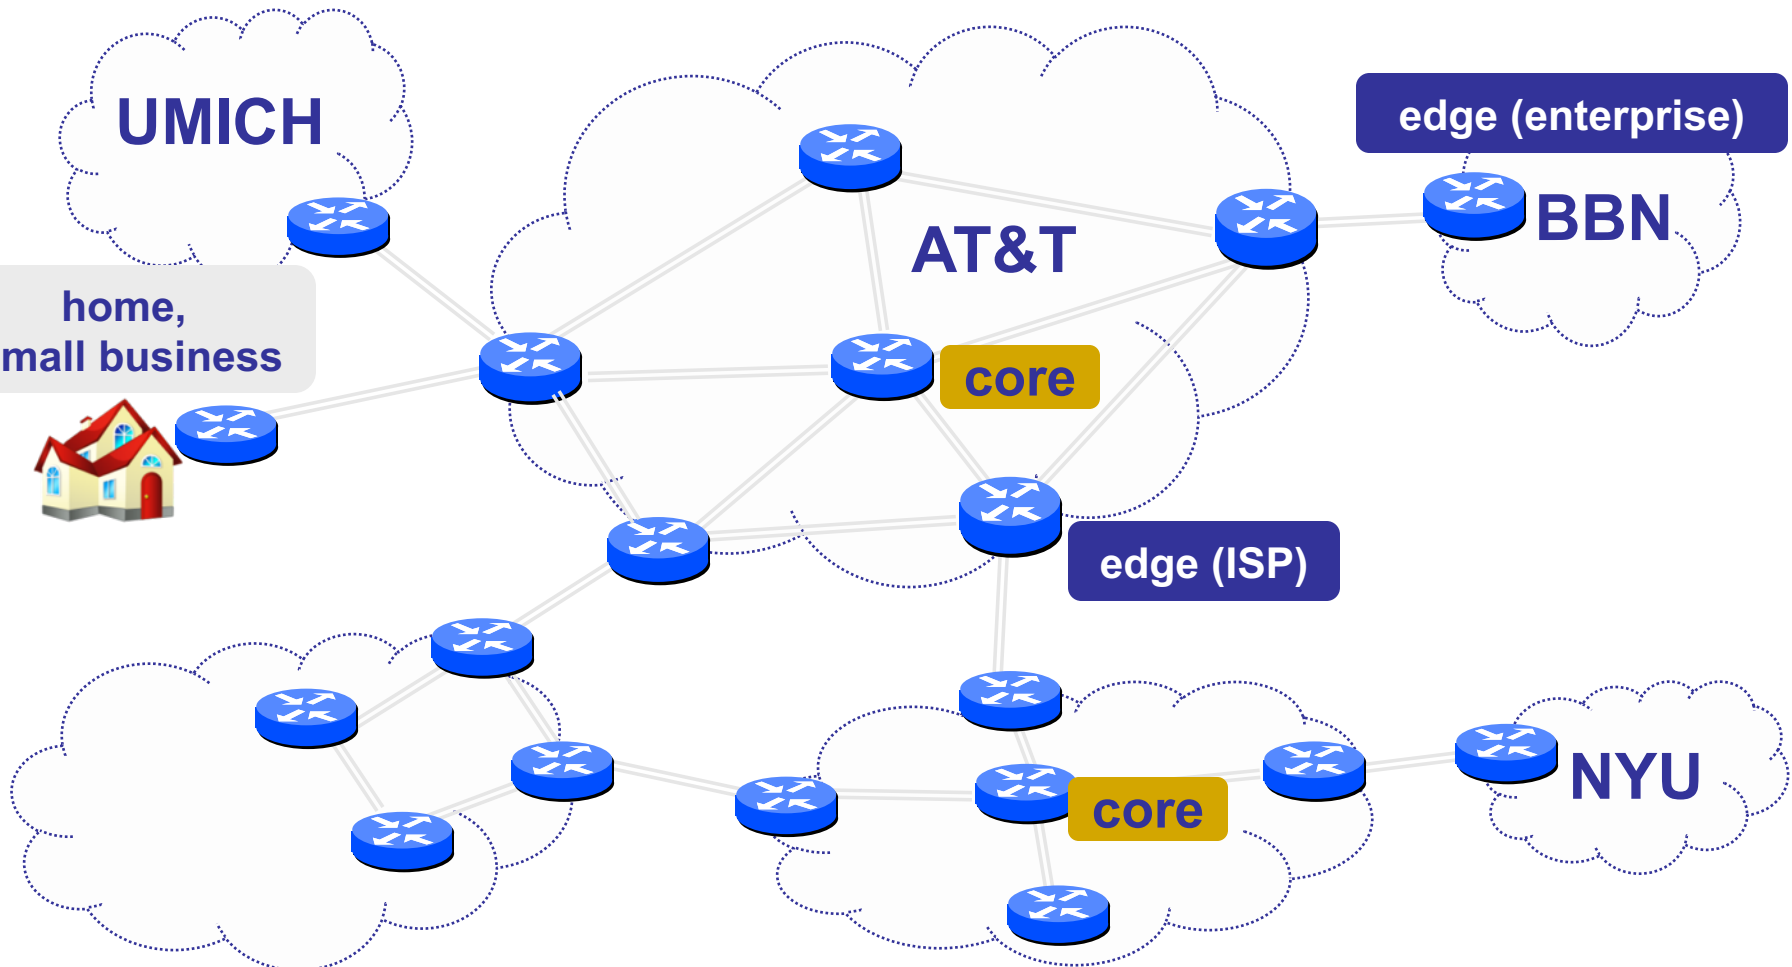 UMICH
edge (enterprise)
BBN
AT&T
home,
mall business
core
edge (ISP)
NYU
core